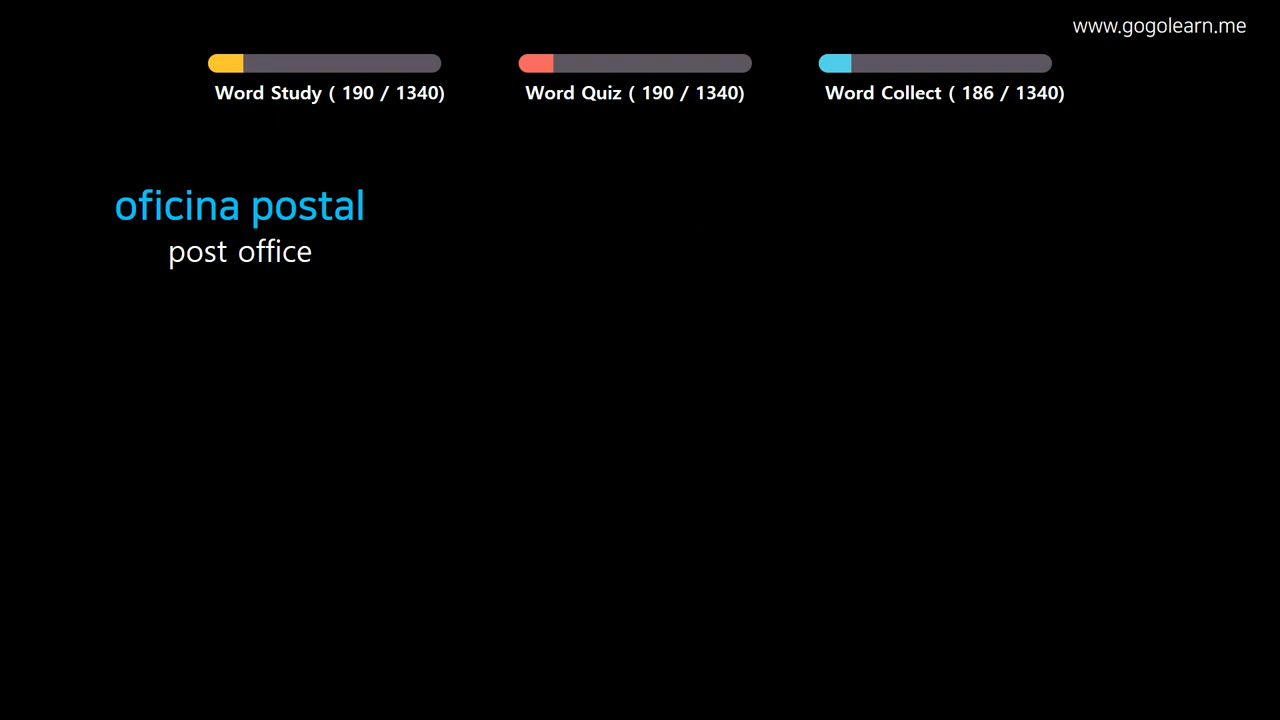 www.gogolearn.me
Word Study ( 190 / 1340)
Word Quiz ( 190 / 1340)
Word Collect ( 186 / 1340)
oficina postal
post office